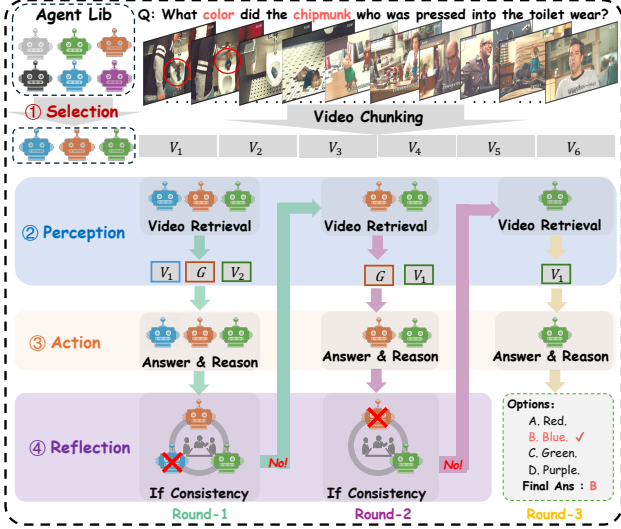 Agent Lib
Q: What color did the chipmunk who was pressed into the toilet wear?
① Selection
Video Chunking
V1 V2 V3 V4 V5 V6
② Perception
Video Retrieval Video Retrieval Video Retrieval
V1 G V2 G V1 V1
③ Action
Answer & Reason Answer & Reason Answer & Reason
④ Reflection
No! No!
If Consistency If Consistency
Options:
A. Red.
B. Blue. ✓
C. Green.
D. Purple.
Final Ans : B
Round-1 Round-2 Round-3